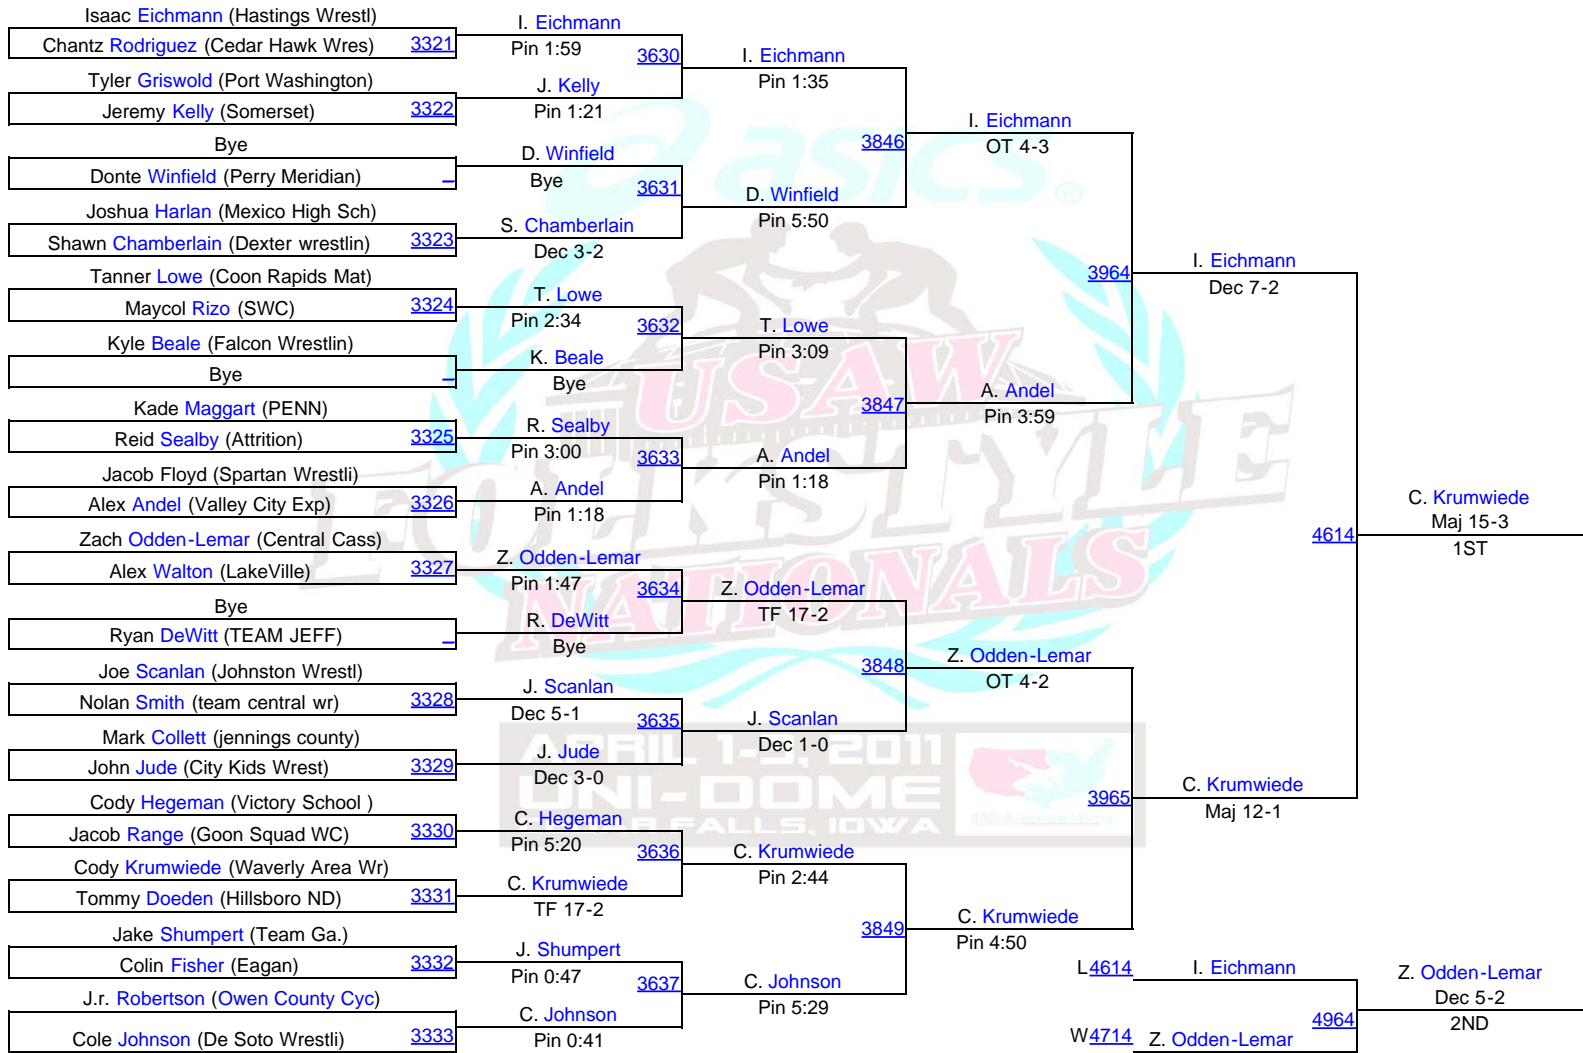 Isaac Eichmann (Hastings Wrestl)
Chantz Rodriguez (Cedar Hawk Wres) 3321
Tyler Griswold (Port Washington)
Jeremy Kelly (Somerset) 3322
Bye
Donte Winfield (Perry Meridian)
Joshua Harlan (Mexico High Sch)
Shawn Chamberlain (Dexter wrestlin) 3323
Tanner Lowe (Coon Rapids Mat)
Maycol Rizo (SWC) 3324
Kyle Beale (Falcon Wrestlin)
Bye
Kade Maggart (PENN)
Reid Sealby (Attrition) 3325
Jacob Floyd (Spartan Wrestli)
Alex Andel (Valley City Exp) 3326
Zach Odden-Lemar (Central Cass)
Alex Walton (LakeVille) 3327
Bye
Ryan DeWitt (TEAM JEFF)
Joe Scanlan (Johnston Wrestl)
Nolan Smith (team central wr) 3328
Mark Collett (jennings county)
John Jude (City Kids Wrest) 3329
Cody Hegeman (Victory School )
Jacob Range (Goon Squad WC) 3330
Cody Krumwiede (Waverly Area Wr)
Tommy Doeden (Hillsboro ND) 3331
Jake Shumpert (Team Ga.)
Colin Fisher (Eagan) 3332
J.r. Robertson (Owen County Cyc)
Cole Johnson (De Soto Wrestli) 3333
I. Eichmann
Pin 1:59
3630
J. Kelly
Pin 1:21
D. Winfield
Bye
3631
S. Chamberlain
Dec 3-2
T. Lowe
Pin 2:34
3632
K. Beale
Bye
R. Sealby
Pin 3:00
3633
A. Andel
Pin 1:18
Z. Odden-Lemar
Pin 1:47
3634
R. DeWitt
Bye
J. Scanlan
Dec 5-1
3635
J. Jude
Dec 3-0
C. Hegeman
Pin 5:20
3636
C. Krumwiede
TF 17-2
J. Shumpert
Pin 0:47
3637
C. Johnson
Pin 0:41
I. Eichmann
Pin 1:35
3846
D. Winfield
Pin 5:50
T. Lowe
Pin 3:09
3847
A. Andel
Pin 1:18
Z. Odden-Lemar
TF 17-2
3848
J. Scanlan
Dec 1-0
C. Krumwiede
Pin 2:44
3849
C. Johnson
Pin 5:29
I. Eichmann
OT 4-3
3964
A. Andel
Pin 3:59
Z. Odden-Lemar
OT 4-2
3965
C. Krumwiede
Pin 4:50
I. Eichmann
Dec 7-2
4614
C. Krumwiede
Maj 12-1
C. Krumwiede
Maj 15-3
1ST
L4614 I. Eichmann
4964
W4714 Z. Odden-Lemar
Z. Odden-Lemar
Dec 5-2
2ND
asics ®
USAW
FOLKSTYLE
NATIONALS
APRIL 1-3, 2011
UNI-DOME
CEDAR FALLS, IOWA
USA WRESTLING